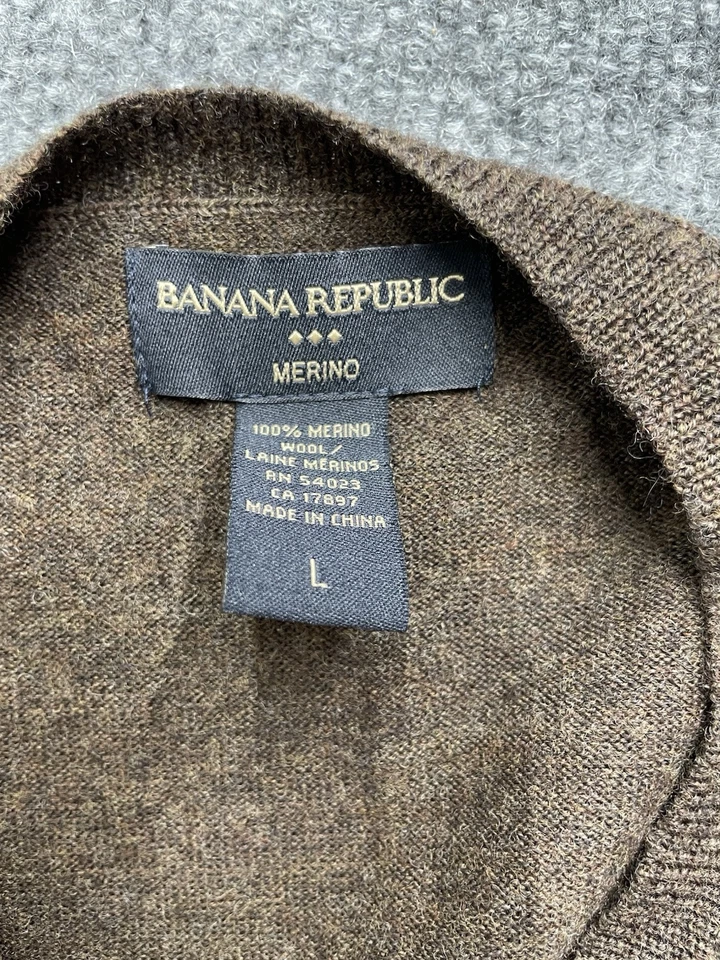 BANANA REPUBLIC
MERINO
100% MERINO
WOOL/
LAINE MERINOS
RN 54023
CA 17897
MADE IN CHINA
L